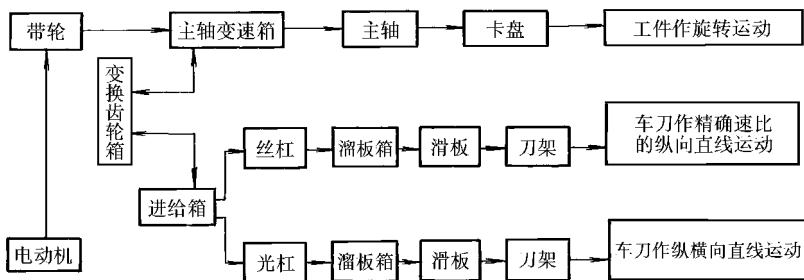 带轮
主轴变速箱
主轴
卡盘
工件作旋转运动
变换齿轮箱
丝杠
溜板箱
滑板
刀架
车刀作精确速比
的纵向直线运动
进给箱
电动机
光杠
溜板箱
滑板
刀架
车刀作纵横向直线运动